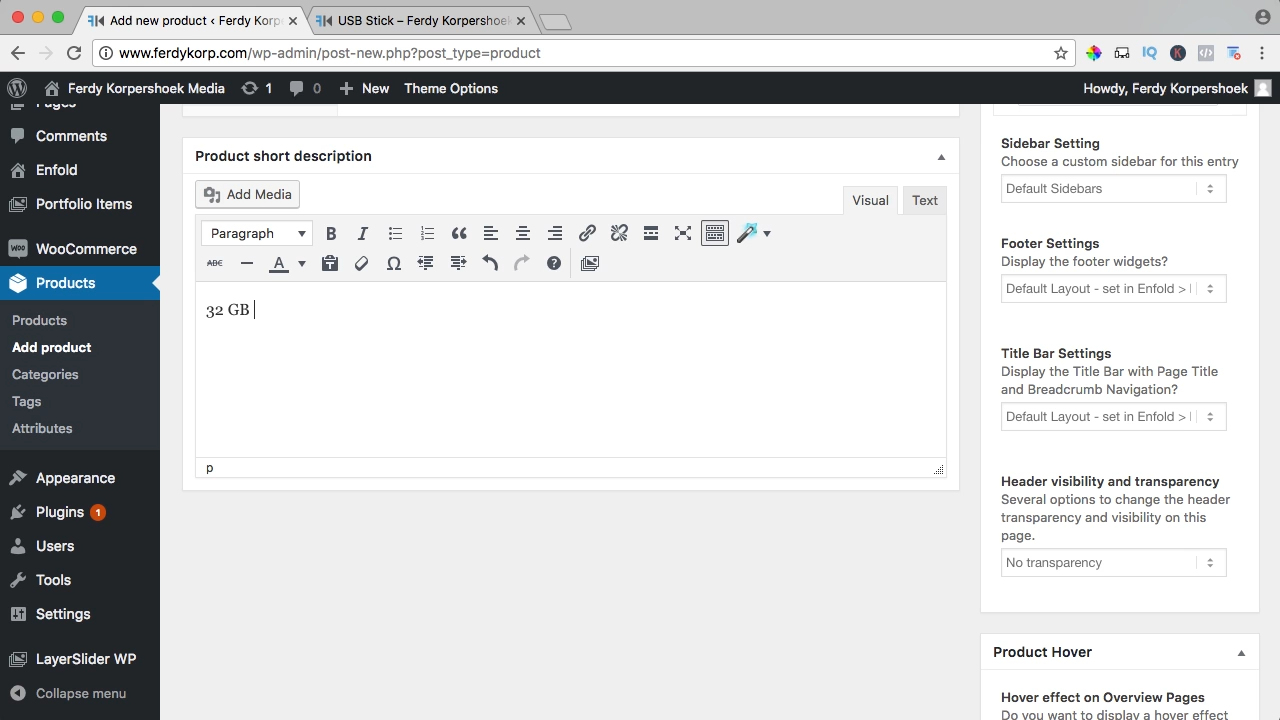 Add new product ‹ Ferdy Korp
USB Stick – Ferdy Korpershoek
www.ferdykorp.com/wp-admin/post-new.php?post_type=product
Ferdy Korpershoek Media 1 0 New Theme Options Howdy, Ferdy Korpershoek
Pages
Comments
Enfold
Portfolio Items
WooCommerce
Products
Products
Add product
Categories
Tags
Attributes
Appearance
Plugins 1
Users
Tools
Settings
LayerSlider WP
Collapse menu
Product short description
Add Media
Visual Text
Paragraph
ABC
32 GB
p
Sidebar Setting
Choose a custom sidebar for this entry
Default Sidebars
Footer Settings
Display the footer widgets?
Default Layout - set in Enfold >
Title Bar Settings
Display the Title Bar with Page Title
and Breadcrumb Navigation?
Default Layout - set in Enfold >
Header visibility and transparency
Several options to change the header
transparency and visibility on this
page.
No transparency
Product Hover
Hover effect on Overview Pages
Do you want to display a hover effect